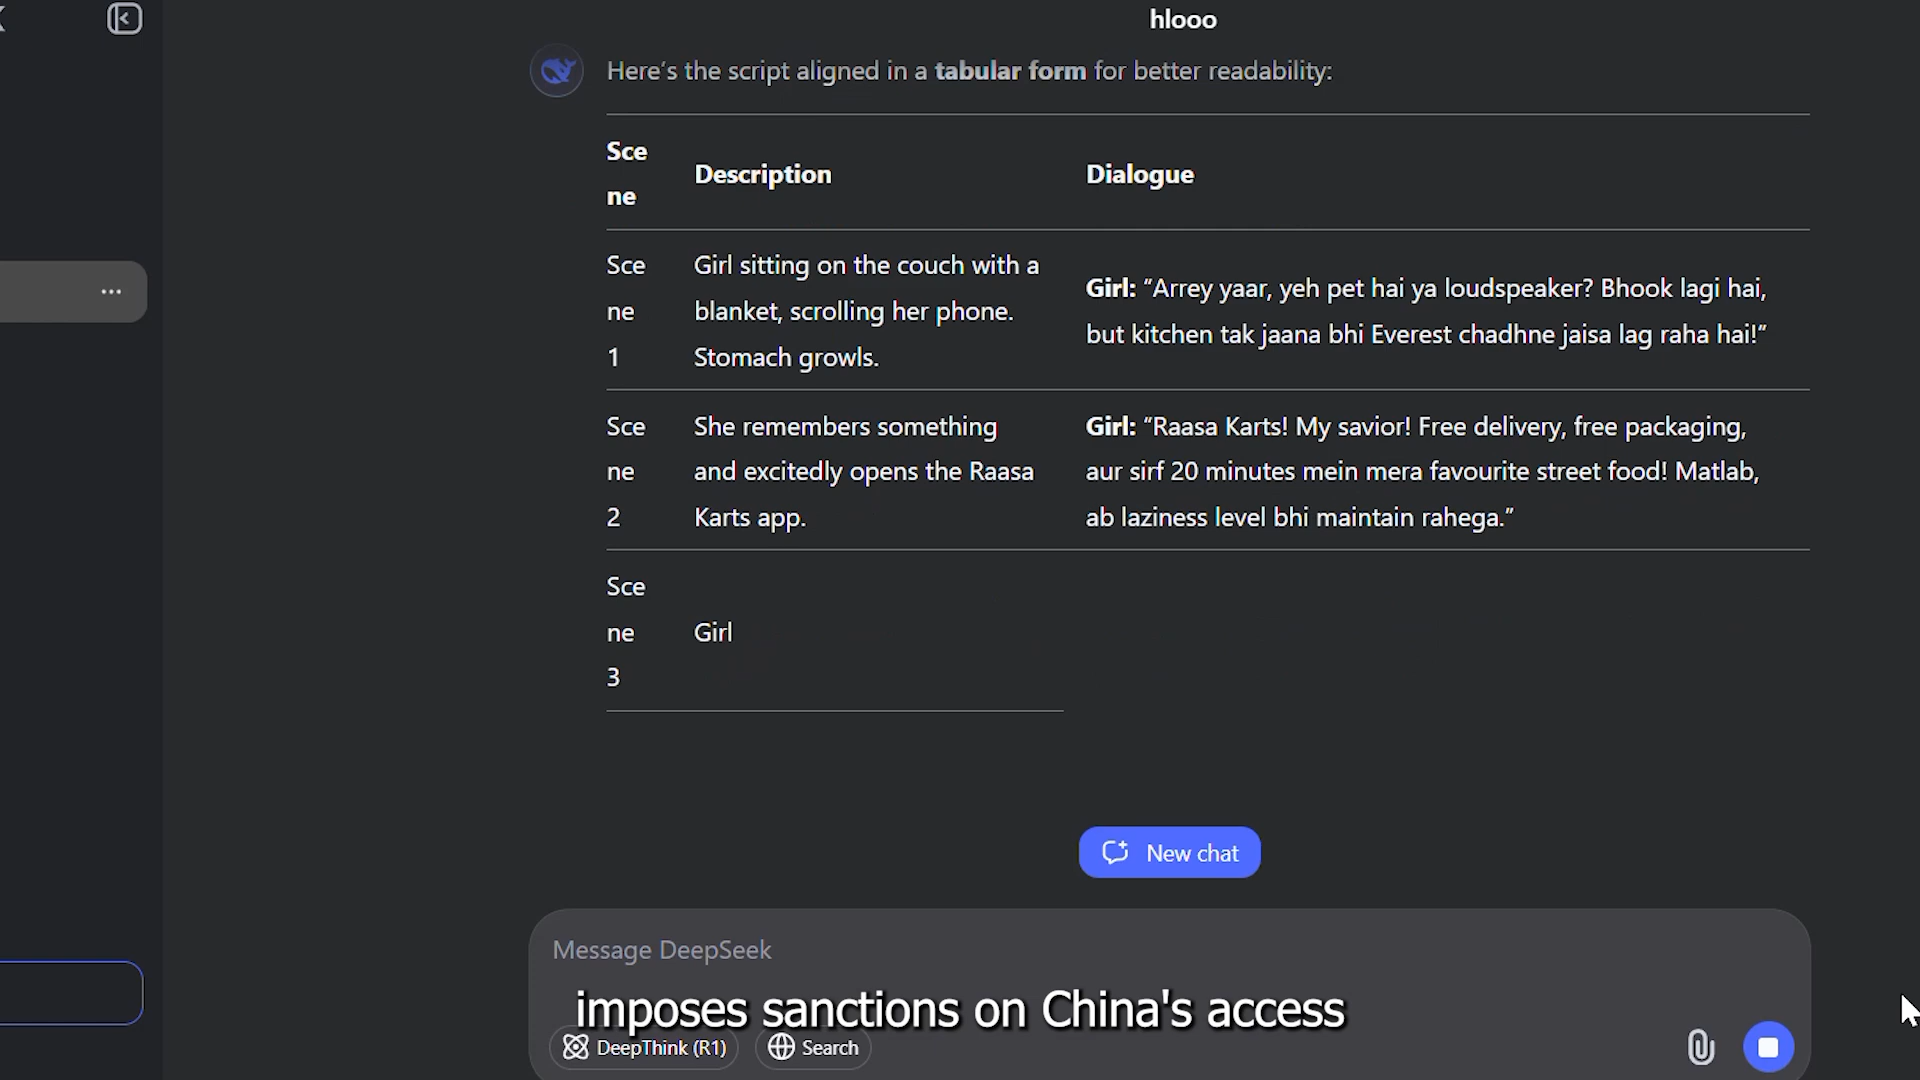 hlooo
Here's the script aligned in a tabular form for better readability:
Sce
ne
Description
Dialogue
Sce
ne
1
Girl sitting on the couch with a
blanket, scrolling her phone.
Stomach growls.
Girl: "Arrey yaar, yeh pet hai ya loudspeaker? Bhook lagi hai,
but kitchen tak jaana bhi Everest chadhne jaisa lag raha hai!"
Sce
ne
2
She remembers something
and excitedly opens the Raasa
Karts app.
Girl: "Raasa Karts! My savior! Free delivery, free packaging,
aur sirf 20 minutes mein mera favourite street food! Matlab,
ab laziness level bhi maintain rahega."
Sce
ne
3
Girl
New chat
Message DeepSeek
imposes sanctions on China's access
DeepThink (R1)
Search